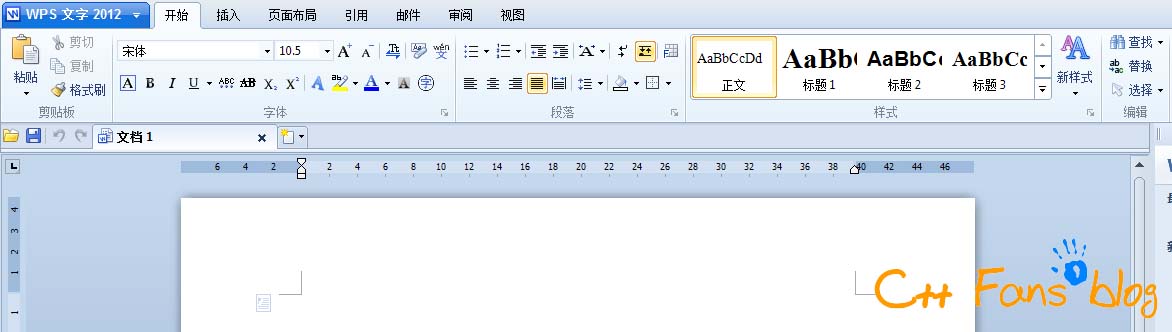 WPS 文字 2012 开始 插入 页面布局 引用 邮件 审阅 视图
粘贴 剪切 复制 格式刷
宋体 10.5 A+ A- wén
A B I U ABC AB X₂ X² A ab A A 字
AaBbCcDd AaBb( AaBbC( AaBbCc
正文 标题 1 标题 2 标题 3 新样式
查找 替换 选择
剪贴板 字体 段落 样式 编辑
文档 1
6 4 2 2 4 6 8 10 12 14 16 18 20 22 24 26 28 30 32 34 36 38 40 42 44 46
4
3
2
1
1
C++ Fans blog